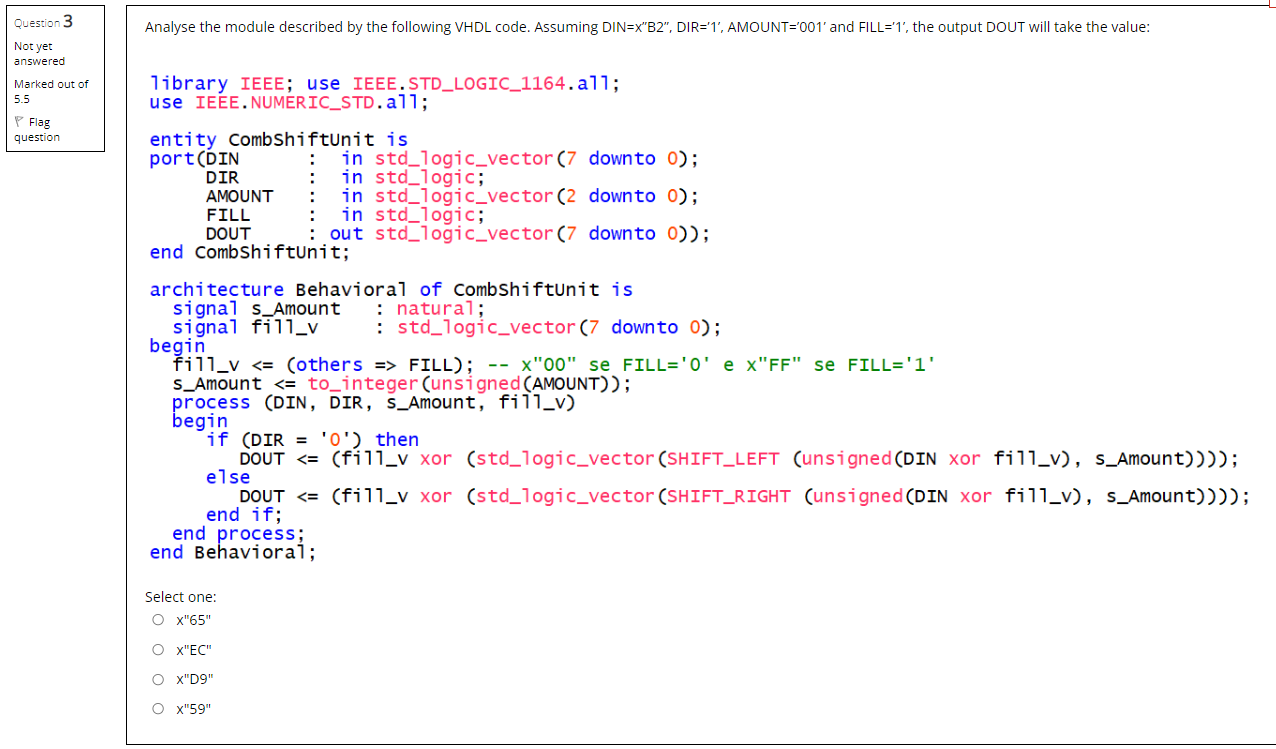 Question 3
Not yet
answered
Marked out of
5.5
Flag
question
Analyse the module described by the following VHDL code. Assuming DIN=x"B2", DIR='1', AMOUNT='001' and FILL='1', the output DOUT will take the value:
library IEEE; use IEEE.STD_LOGIC_1164.all;
use IEEE.NUMERIC_STD.all;
entity CombShiftUnit is
port(DIN : in std_logic_vector(7 downto 0);
DIR : in std_logic;
AMOUNT : in std_logic_vector(2 downto 0);
FILL : in std_logic;
DOUT : out std_logic_vector(7 downto 0));
end CombShiftUnit;
architecture Behavioral of CombShiftUnit is
signal s_Amount : natural;
signal fill_v : std_logic_vector(7 downto 0);
begin
fill_v <= (others => FILL); -- x"00" se FILL='0' e x"FF" se FILL='1'
s_Amount <= to_integer(unsigned(AMOUNT));
process (DIN, DIR, s_Amount, fill_v)
begin
if (DIR = '0') then
DOUT <= (fill_v xor (std_logic_vector(SHIFT_LEFT (unsigned(DIN xor fill_v), s_Amount))));
else
DOUT <= (fill_v xor (std_logic_vector(SHIFT_RIGHT (unsigned(DIN xor fill_v), s_Amount))));
end if;
end process;
end Behavioral;
Select one:
x"65"
x"EC"
x"D9"
x"59"